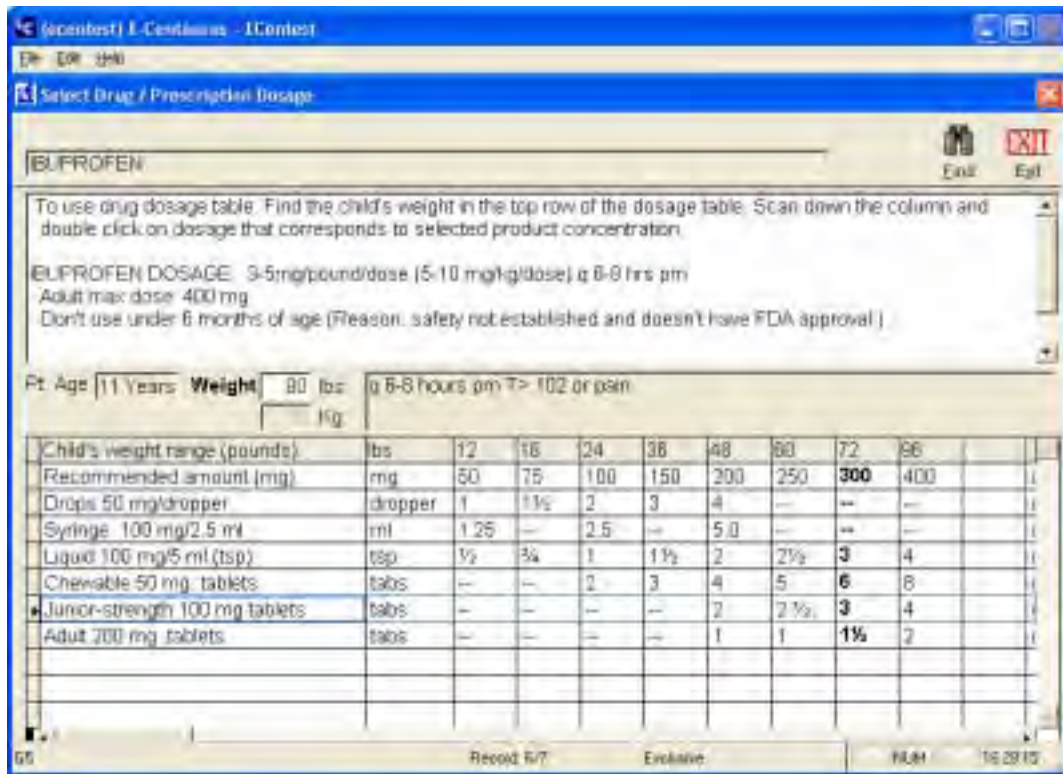 E-Centaurus - EContest
File Edit Help
Select Drug / Prescription Dosage
IBUPROFEN
Find
EXIT
Exit
To use drug dosage table. Find the child's weight in the top row of the dosage table. Scan down the column and
double click on dosage that corresponds to selected product concentration.
IBUPROFEN DOSAGE 3-5mg/pound/dose (5-10 mg/kg/dose) q 6-8 hrs prn
Adult max dose 400 mg
Don't use under 6 months of age (Reason: safety not established and doesn't have FDA approval.)
Pt. Age 11 Years Weight lbs q 6-8 hours prn T> 102 or pain
Kg
Child's weight range (pounds) lbs 12 18 24 36 48 60 72 96
Recommended amount (mg) mg 50 75 100 150 200 250 300 400
Drops 50 mg/dropper dropper 1 1½ 2 3 4 -- -- --
Syringe 100 mg/2.5 ml ml 1.25 -- 2.5 -- 5.0 -- -- --
Liquid 100 mg/5 ml (tsp) tsp ½ ¾ 1 1½ 2 2½ 3 4
Chewable 50 mg tablets tabs -- -- 2 3 4 5 6 8
Junior-strength 100 mg tablets tabs -- -- -- -- 2 2 ½ 3 4
Adult 200 mg tablets tabs -- -- -- -- 1 1 1½ 2
Record 6/7 Exclusive NUM